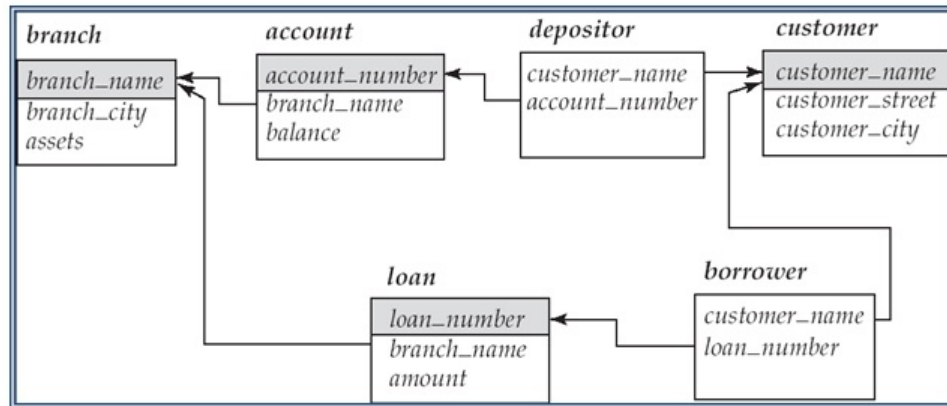 branch
branch_name
branch_city
assets
account
account_number
branch_name
balance
depositor
customer_name
account_number
customer
customer_name
customer_street
customer_city
loan
loan_number
branch_name
amount
borrower
customer_name
loan_number